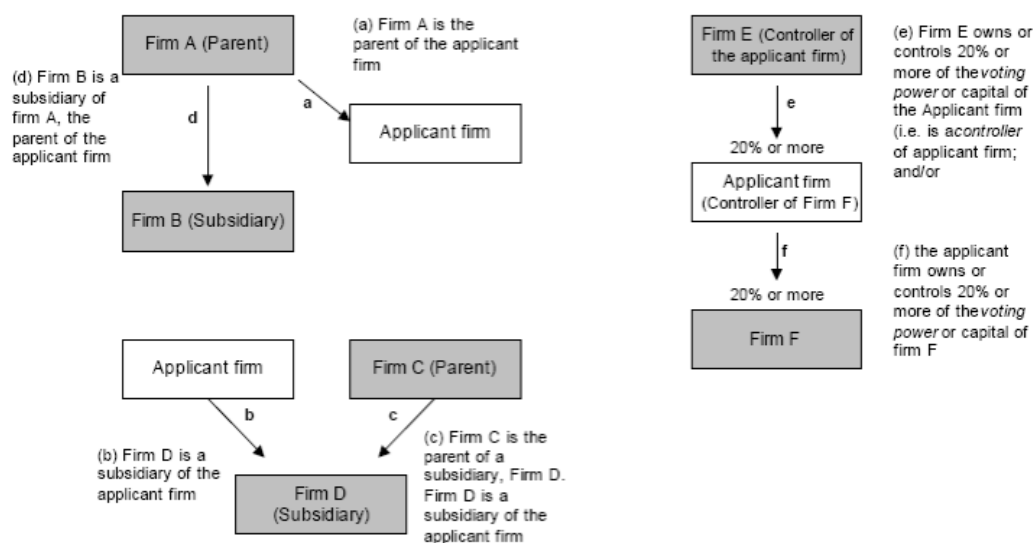 Firm A (Parent)
(a) Firm A is the
parent of the applicant
firm
(d) Firm B is a
subsidiary of
firm A, the
parent of the
applicant firm
d
a
Applicant firm
Firm B (Subsidiary)
Firm E (Controller of
the applicant firm)
(e) Firm E owns or
controls 20% or
more of the voting
power or capital of
the Applicant firm
(i.e. is acontroller
of applicant firm;
and/or
e
20% or more
Applicant firm
(Controller of Firm F)
f
20% or more
Firm F
(f) the applicant
firm owns or
controls 20% or
more of the voting
power or capital of
firm F
Applicant firm
Firm C (Parent)
b
c
(b) Firm D is a
subsidiary of the
applicant firm
(c) Firm C is the
parent of a
subsidiary, Firm D.
Firm D is a
subsidiary of the
applicant firm
Firm D
(Subsidiary)